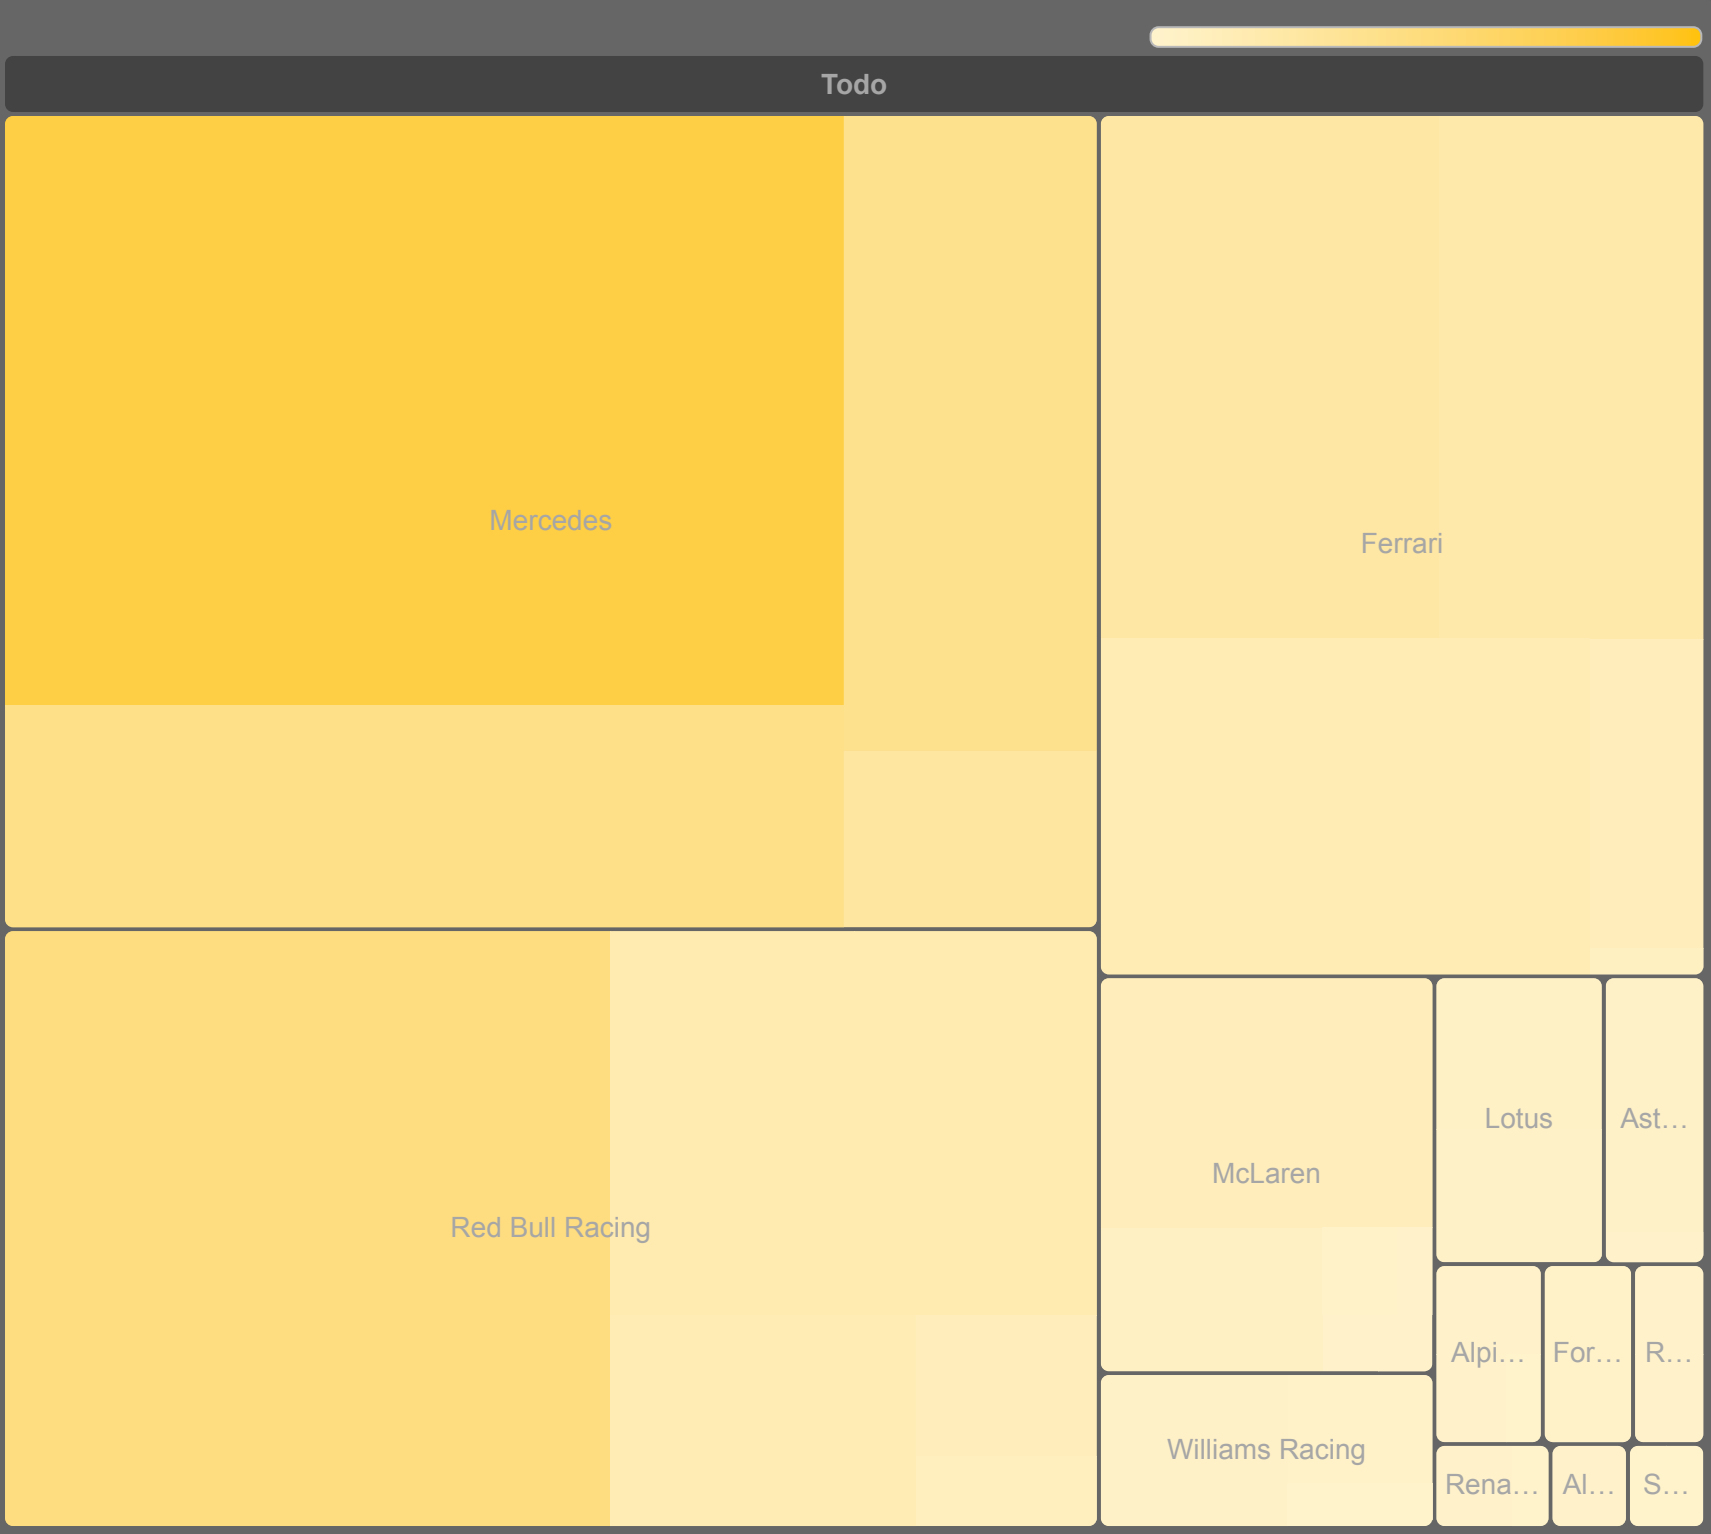 Todo
Mercedes
Ferrari
Red Bull Racing
McLaren
Lotus
Ast…
Alpi…
For…
R…
Williams Racing
Rena…
Al…
S…